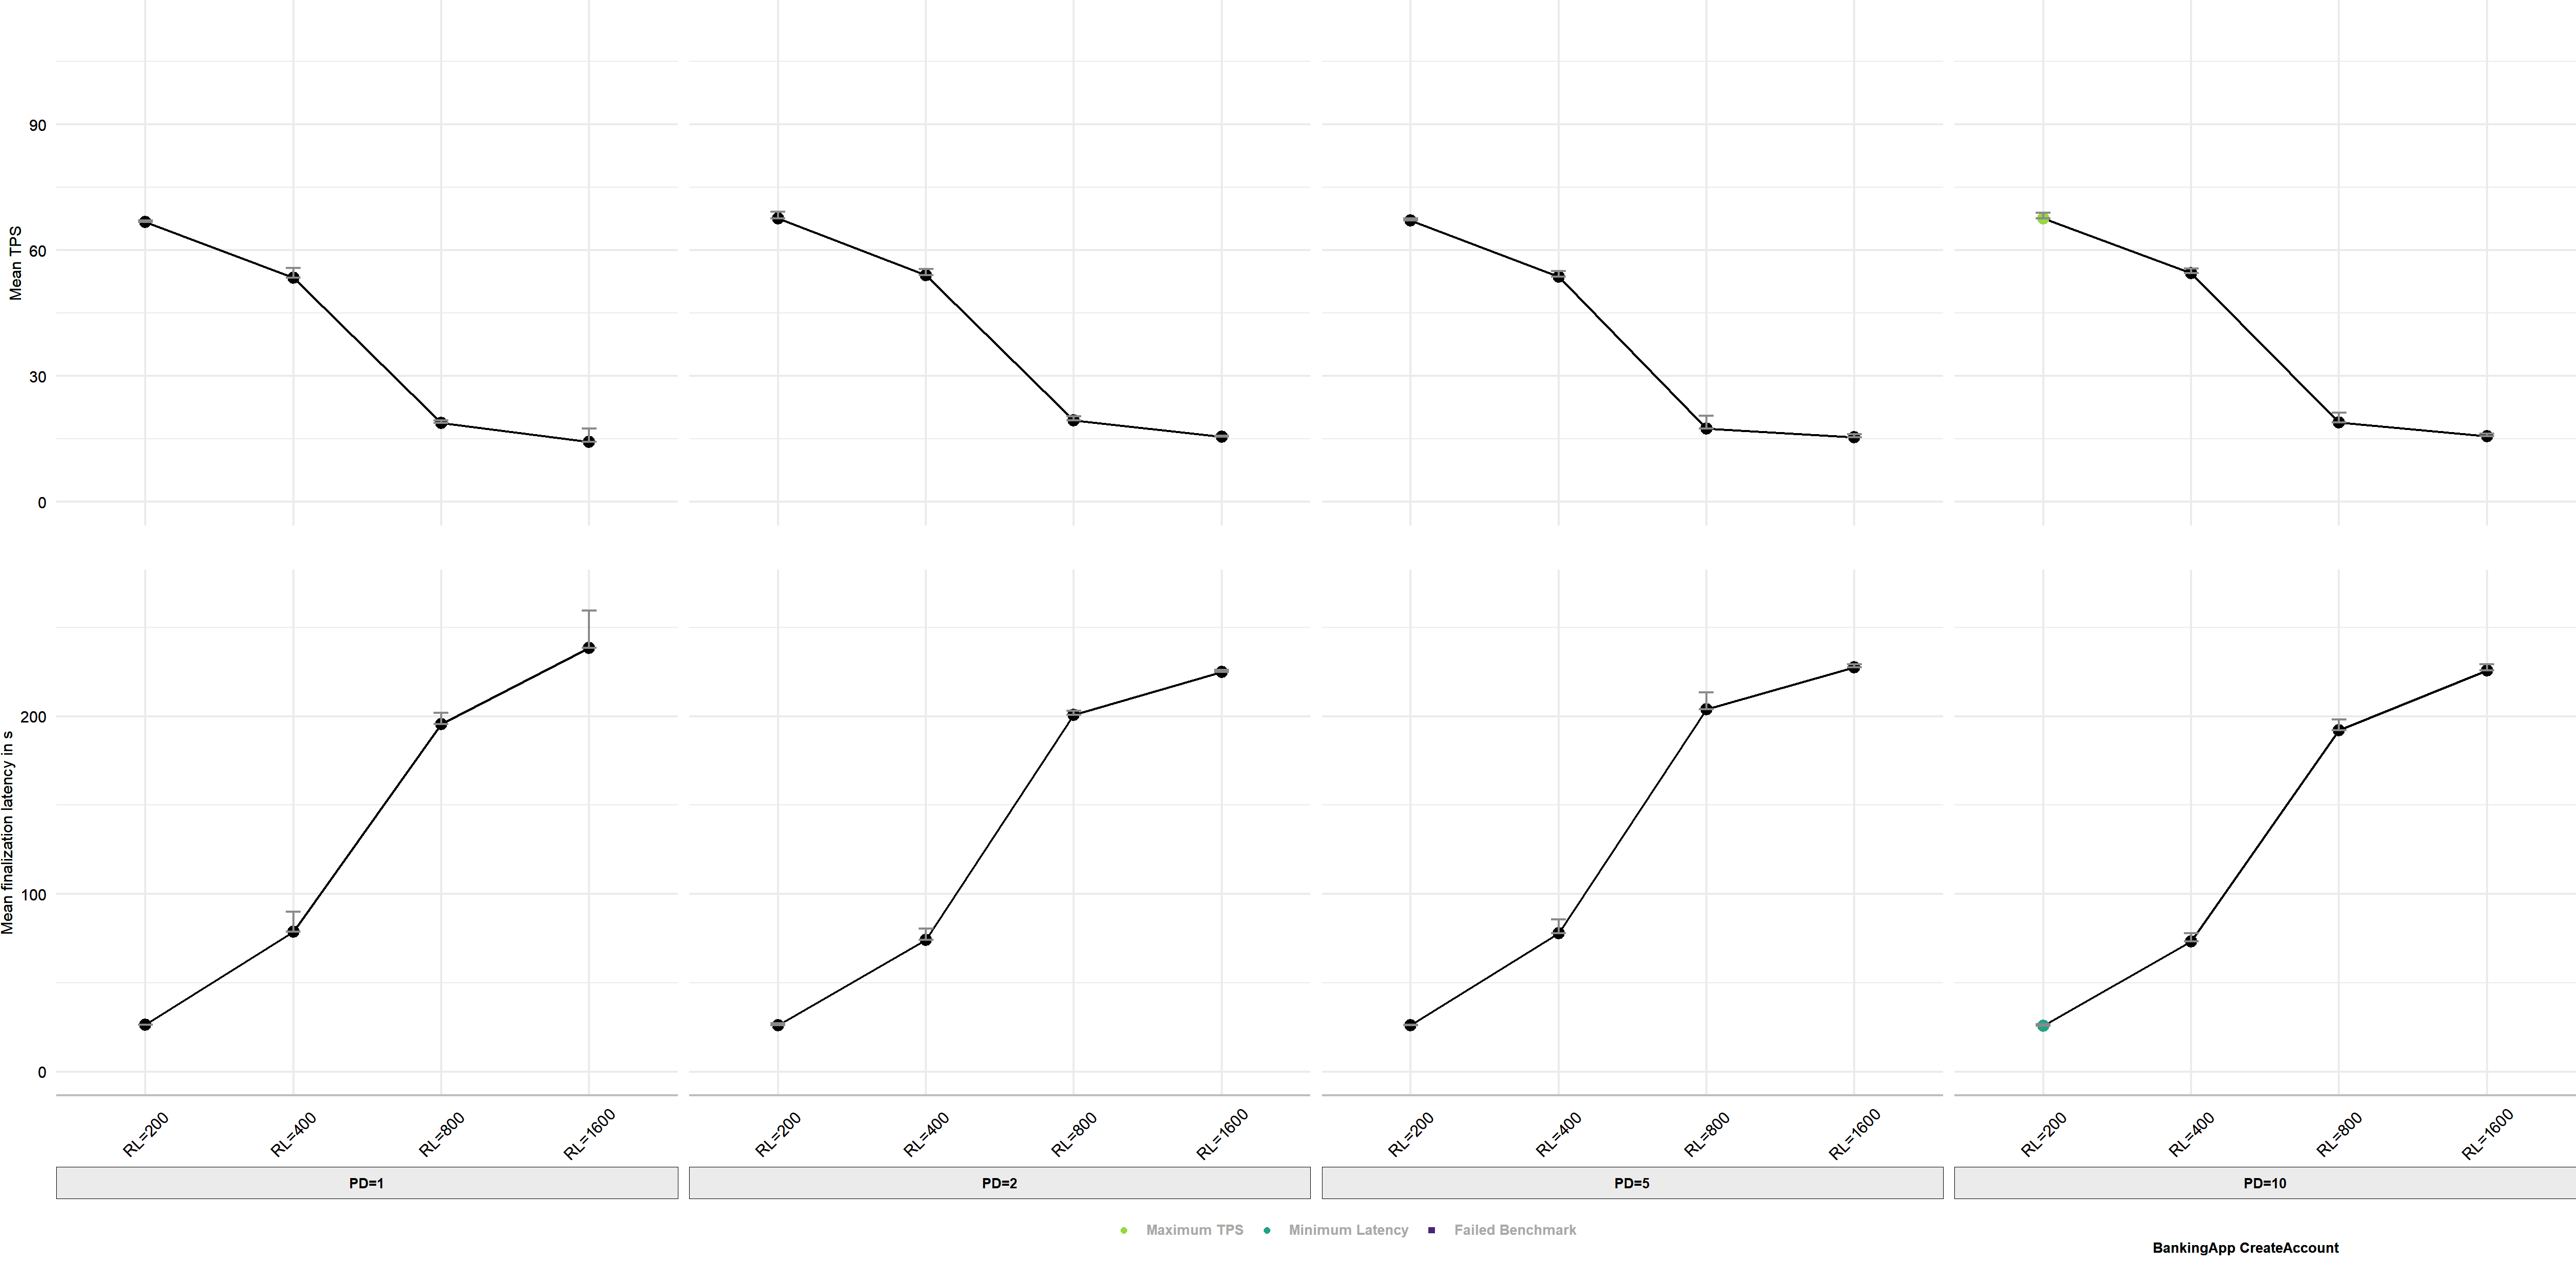 Mean TPS
90
60
30
0
Mean finalization latency in s
200
100
0
RL=200 RL=400 RL=800 RL=1600 RL=200 RL=400 RL=800 RL=1600 RL=200 RL=400 RL=800 RL=1600 RL=200 RL=400 RL=800 RL=1600
PD=1 PD=2 PD=5 PD=10
Maximum TPS Minimum Latency Failed Benchmark
BankingApp CreateAccount